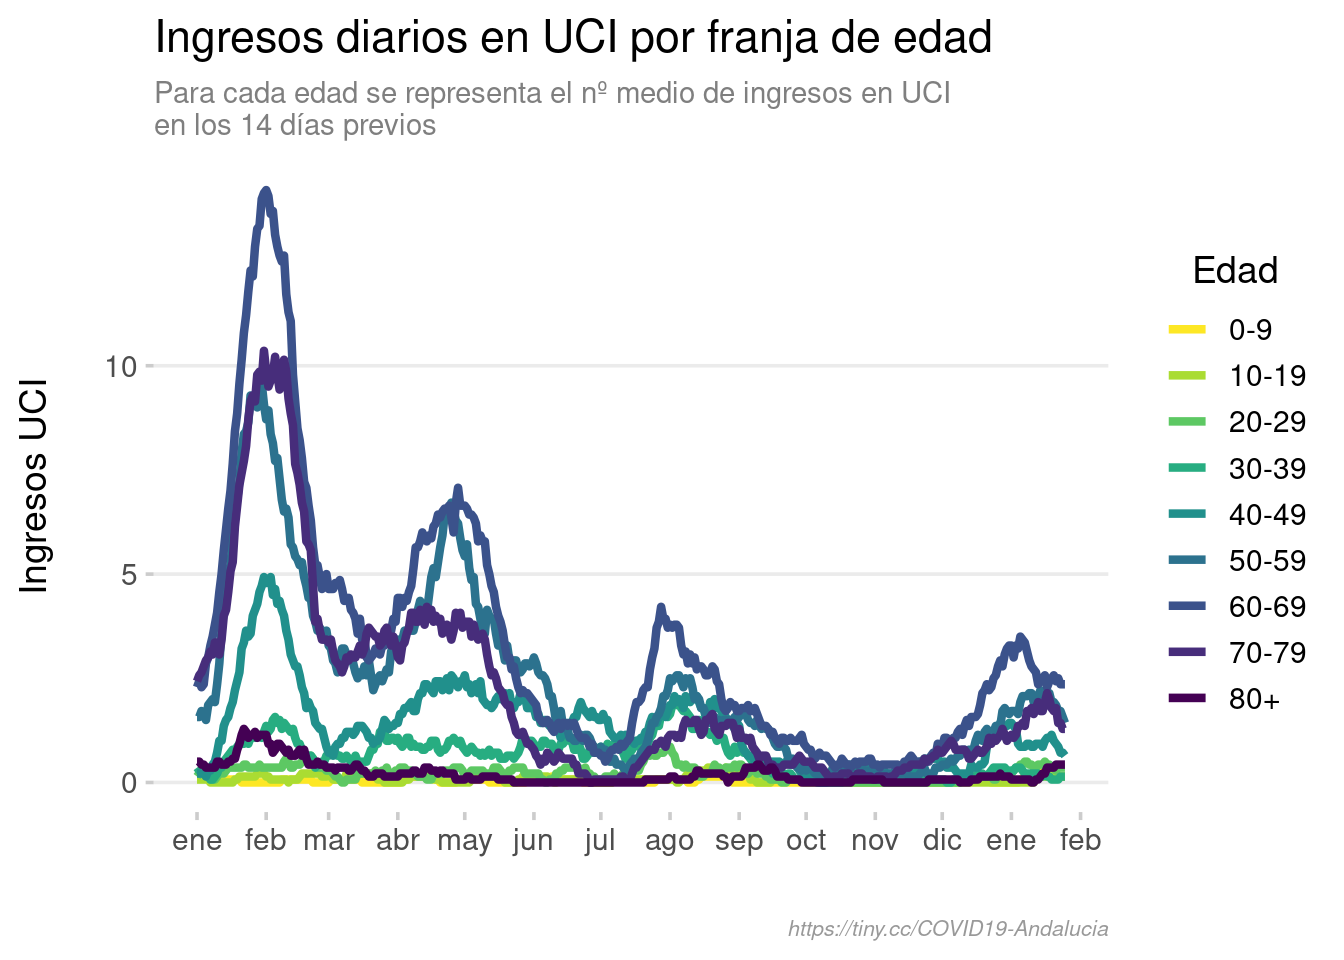 Ingresos diarios en UCI por franja de edad
Para cada edad se representa el nº medio de ingresos en UCI
en los 14 días previos
Ingresos UCI
10
5
0
ene feb mar abr may jun jul ago sep oct nov dic ene feb
Edad
0-9
10-19
20-29
30-39
40-49
50-59
60-69
70-79
80+
https://tiny.cc/COVID19-Andalucia